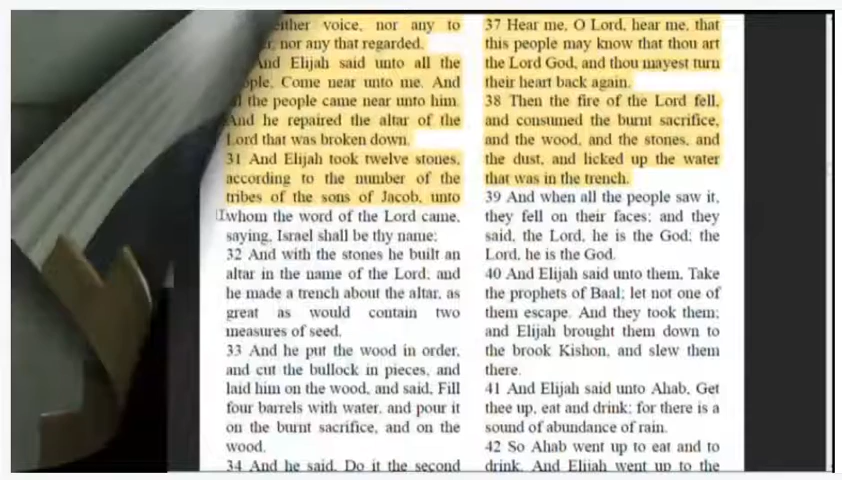 either voice, nor any to
nor any that regarded.
And Elijah said unto all the
Come near unto me. And
the people came near unto him.
And he repaired the altar of the
Lord that was broken down.
31 And Elijah took twelve stones,
according to the number of the
tribes of the sons of Jacob, unto
whom the word of the Lord came,
saying, Israel shall be thy name:
32 And with the stones he built an
altar in the name of the Lord; and
he made a trench about the altar, as
great as would contain two
measures of seed.
33 And he put the wood in order,
and cut the bullock in pieces, and
laid him on the wood, and said, Fill
four barrels with water, and pour it
on the burnt sacrifice, and on the
wood.
34 And he said, Do it the second
37 Hear me, O Lord, hear me, that
this people may know that thou art
the Lord God, and thou mayest turn
their heart back again.
38 Then the fire of the Lord fell,
and consumed the burnt sacrifice,
and the wood, and the stones, and
the dust, and licked up the water
that was in the trench.
39 And when all the people saw it,
they fell on their faces; and they
said, the Lord, he is the God; the
Lord, he is the God.
40 And Elijah said unto them, Take
the prophets of Baal; let not one of
them escape. And they took them;
and Elijah brought them down to
the brook Kishon, and slew them
there.
41 And Elijah said unto Ahab, Get
thee up, eat and drink; for there is a
sound of abundance of rain.
42 So Ahab went up to eat and to
drink. And Elijah went up to the